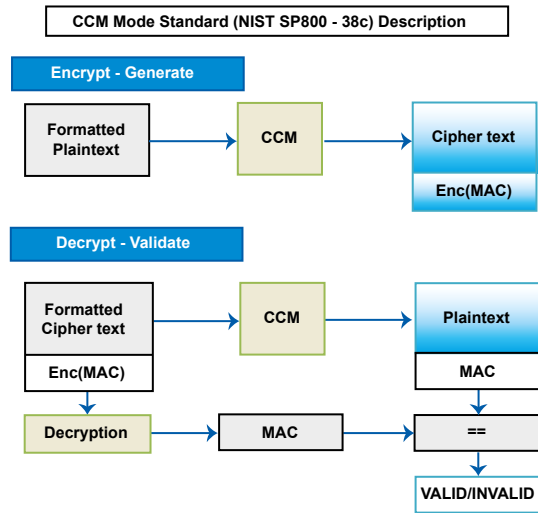 CCM Mode Standard (NIST SP800 - 38c) Description
Encrypt - Generate
Formatted
Plaintext
CCM
Cipher text
Enc(MAC)
Decrypt - Validate
Formatted
Cipher text
CCM
Plaintext
Enc(MAC)
MAC
Decryption
MAC
==
VALID/INVALID